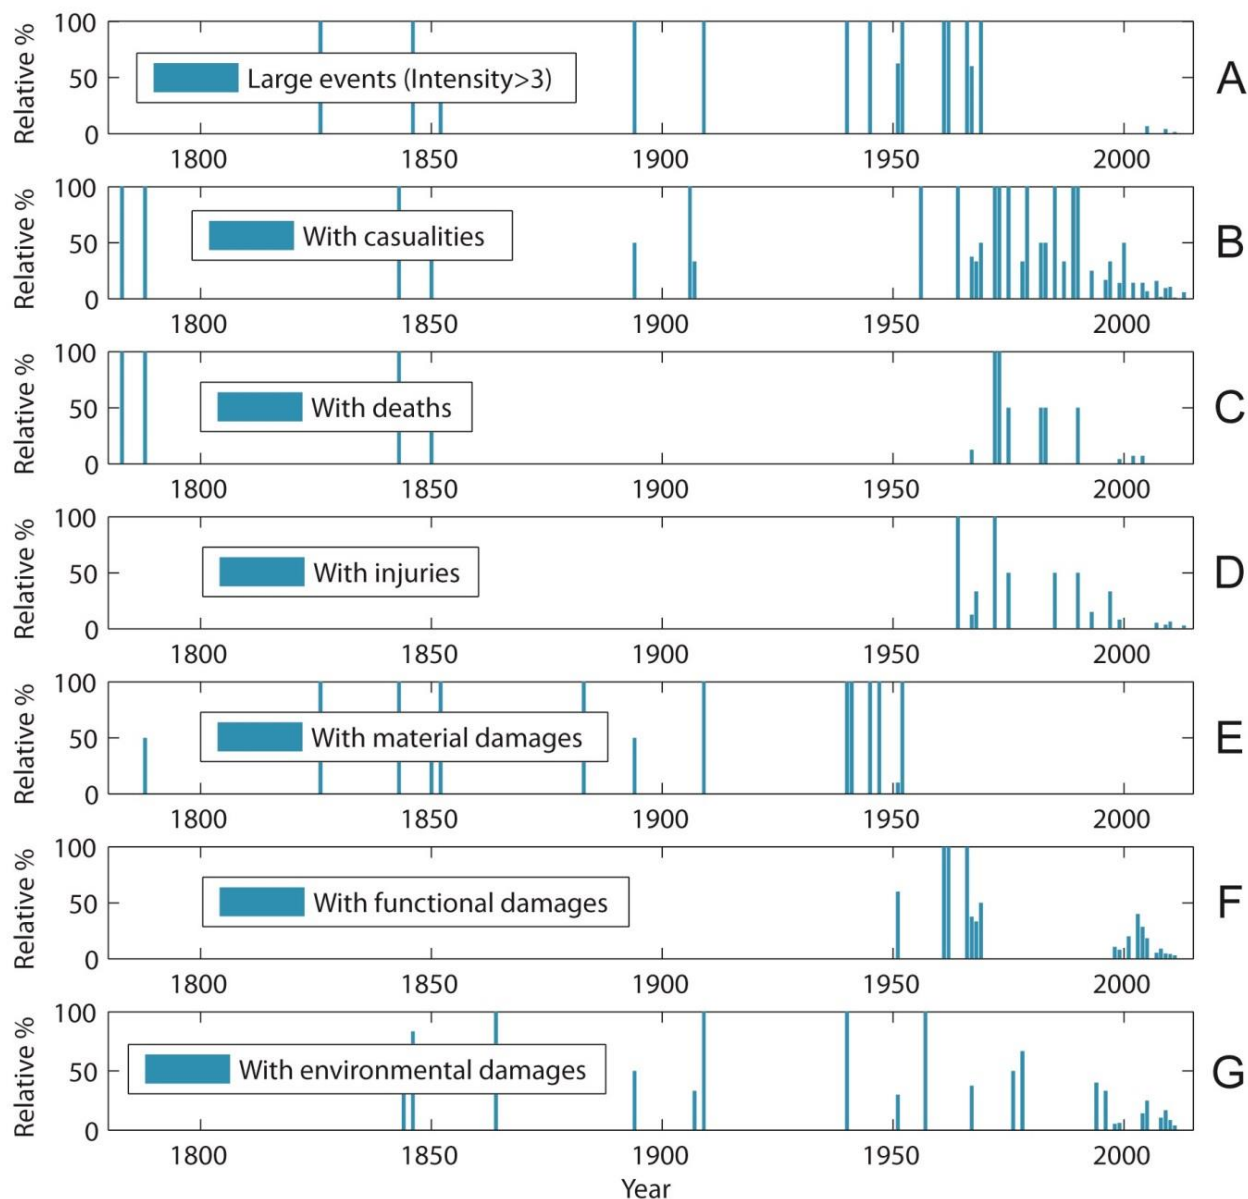 100
50
0
Relative %
Large events (Intensity>3)
A
1800 1850 1900 1950 2000
100
50
0
Relative %
With casualities
B
1800 1850 1900 1950 2000
100
50
0
Relative %
With deaths
C
1800 1850 1900 1950 2000
100
50
0
Relative %
With injuries
D
1800 1850 1900 1950 2000
100
50
0
Relative %
With material damages
E
1800 1850 1900 1950 2000
100
50
0
Relative %
With functional damages
F
1800 1850 1900 1950 2000
100
50
0
Relative %
With environmental damages
G
1800 1850 1900 1950 2000
Year